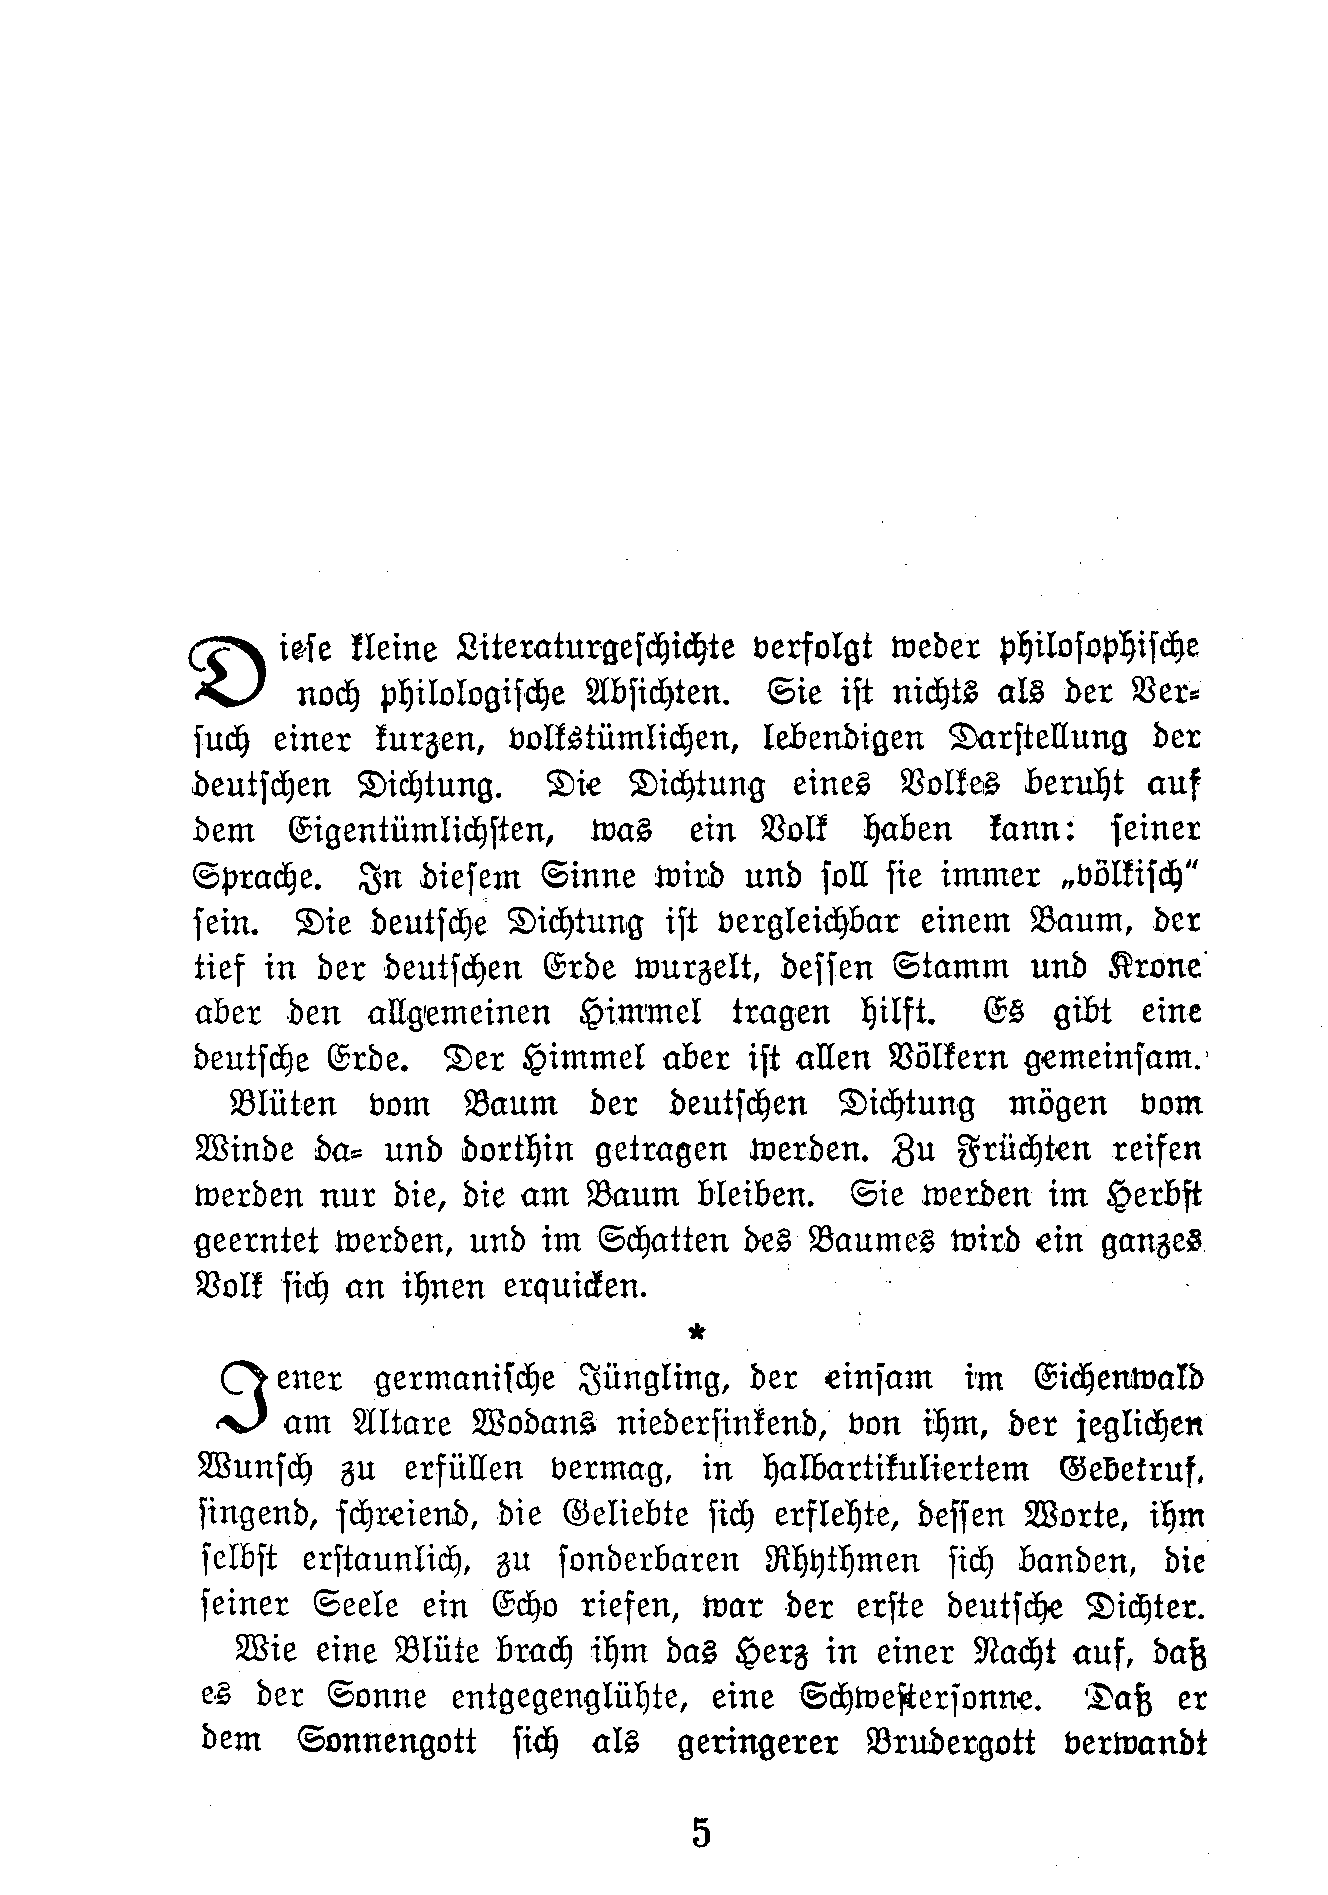 Diese kleine Literaturgeschichte verfolgt weder philosophische
noch philologische Absichten. Sie ist nichts als der Ver-
such einer kurzen, volkstümlichen, lebendigen Darstellung der
deutschen Dichtung. Die Dichtung eines Volkes beruht auf
dem Eigentümlichsten, was ein Volk haben kann: seiner
Sprache. In diesem Sinne wird und soll sie immer „völkisch“
sein. Die deutsche Dichtung ist vergleichbar einem Baum, der
tief in der deutschen Erde wurzelt, dessen Stamm und Krone
aber den allgemeinen Himmel tragen hilft. Es gibt eine
deutsche Erde. Der Himmel aber ist allen Völkern gemeinsam.
Blüten vom Baum der deutschen Dichtung mögen vom
Winde da- und dorthin getragen werden. Zu Früchten reifen
werden nur die, die am Baum bleiben. Sie werden im Herbst
geerntet werden, und im Schatten des Baumes wird ein ganzes
Volk sich an ihnen erquicken.
*
Jener germanische Jüngling, der einsam im Eichenwald
am Altare Wodans niedersinkend, von ihm, der jeglichen
Wunsch zu erfüllen vermag, in halbartikuliertem Gebetruf,
singend, schreiend, die Geliebte sich erflehte, dessen Worte, ihm
selbst erstaunlich, zu sonderbaren Rhythmen sich banden, die
seiner Seele ein Echo riefen, war der erste deutsche Dichter.
Wie eine Blüte brach ihm das Herz in einer Nacht auf, daß
es der Sonne entgegenglühte, eine Schwestersonne. Daß er
dem Sonnengott sich als geringerer Brudergott verwandt
5